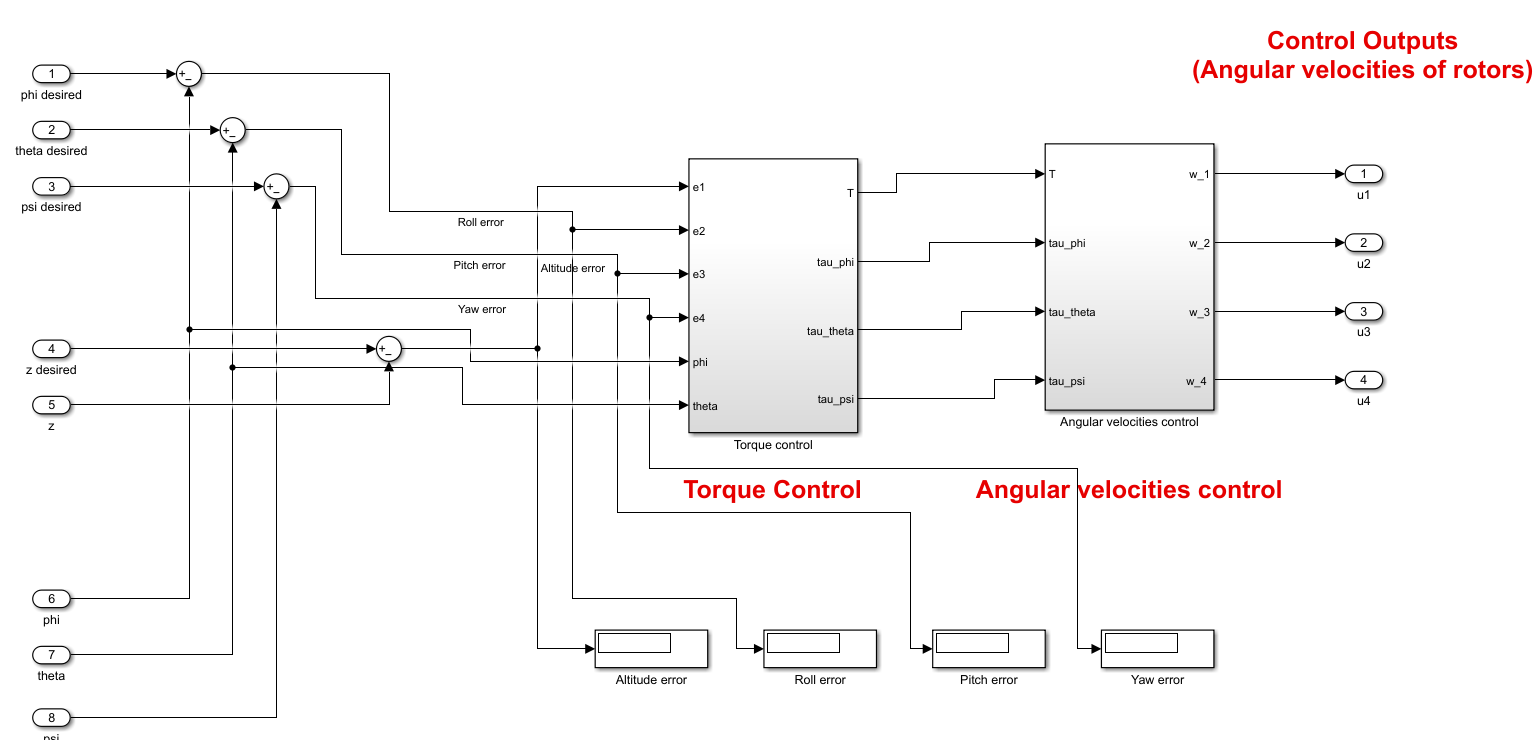 Control Outputs
(Angular velocities of rotors)
1
phi desired
+_
2
theta desired
+_
3
psi desired
+_
4
z desired
+_
5
z
6
phi
7
theta
8
psi
Roll error
Pitch error
Altitude error
Yaw error
e1
e2
e3
e4
phi
theta
T
tau_phi
tau_theta
tau_psi
Torque control
T
tau_phi
tau_theta
tau_psi
w_1
w_2
w_3
w_4
Angular velocities control
1
u1
2
u2
3
u3
4
u4
Torque Control
Angular velocities control
Altitude error
Roll error
Pitch error
Yaw error